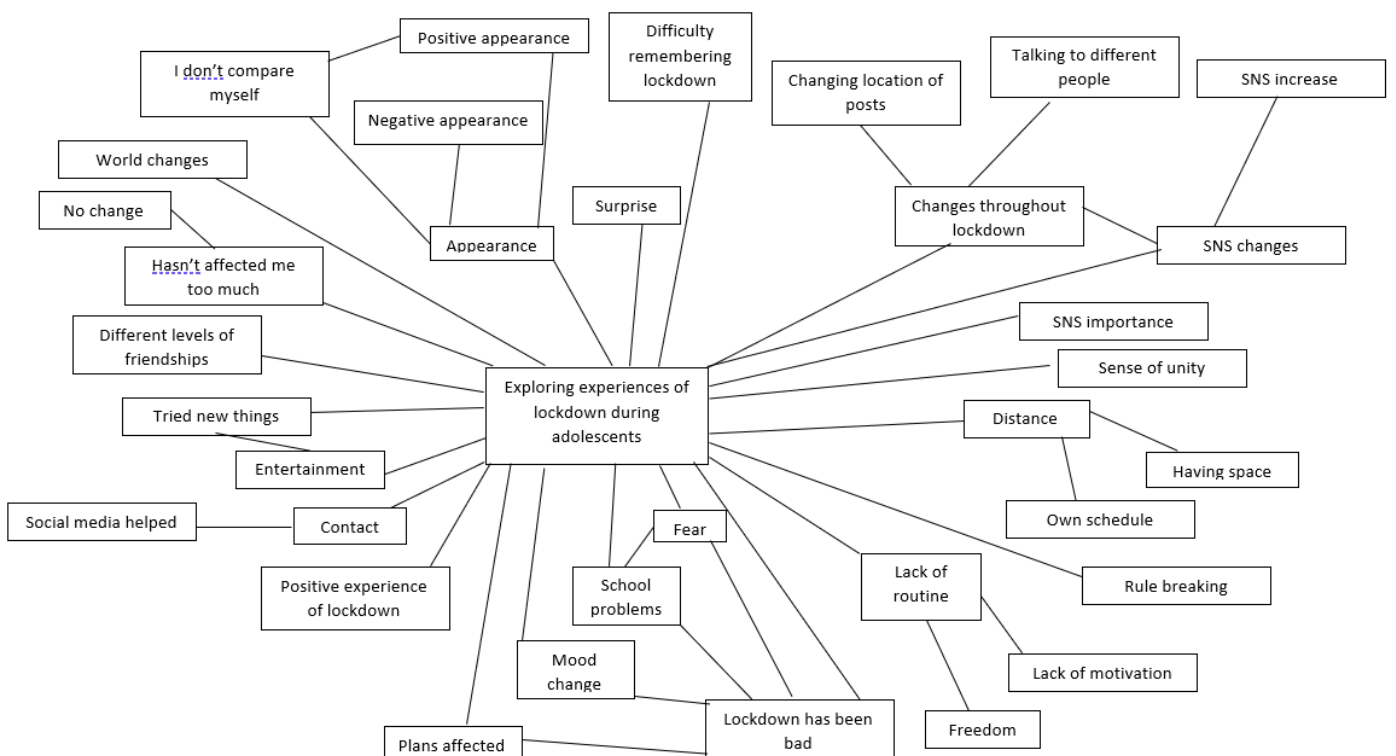 Positive appearance
I don't compare
myself
Difficulty
remembering
lockdown
Changing location of
posts
Talking to different
people
SNS increase
Negative appearance
World changes
No change
Surprise
Changes throughout
lockdown
Appearance
SNS changes
Hasn't affected me
too much
Different levels of
friendships
SNS importance
Sense of unity
Exploring experiences of
lockdown during
adolescents
Tried new things
Distance
Entertainment
Having space
Social media helped
Contact
Own schedule
Fear
Positive experience
of lockdown
School
problems
Lack of
routine
Rule breaking
Mood
change
Lack of motivation
Plans affected
Lockdown has been
bad
Freedom